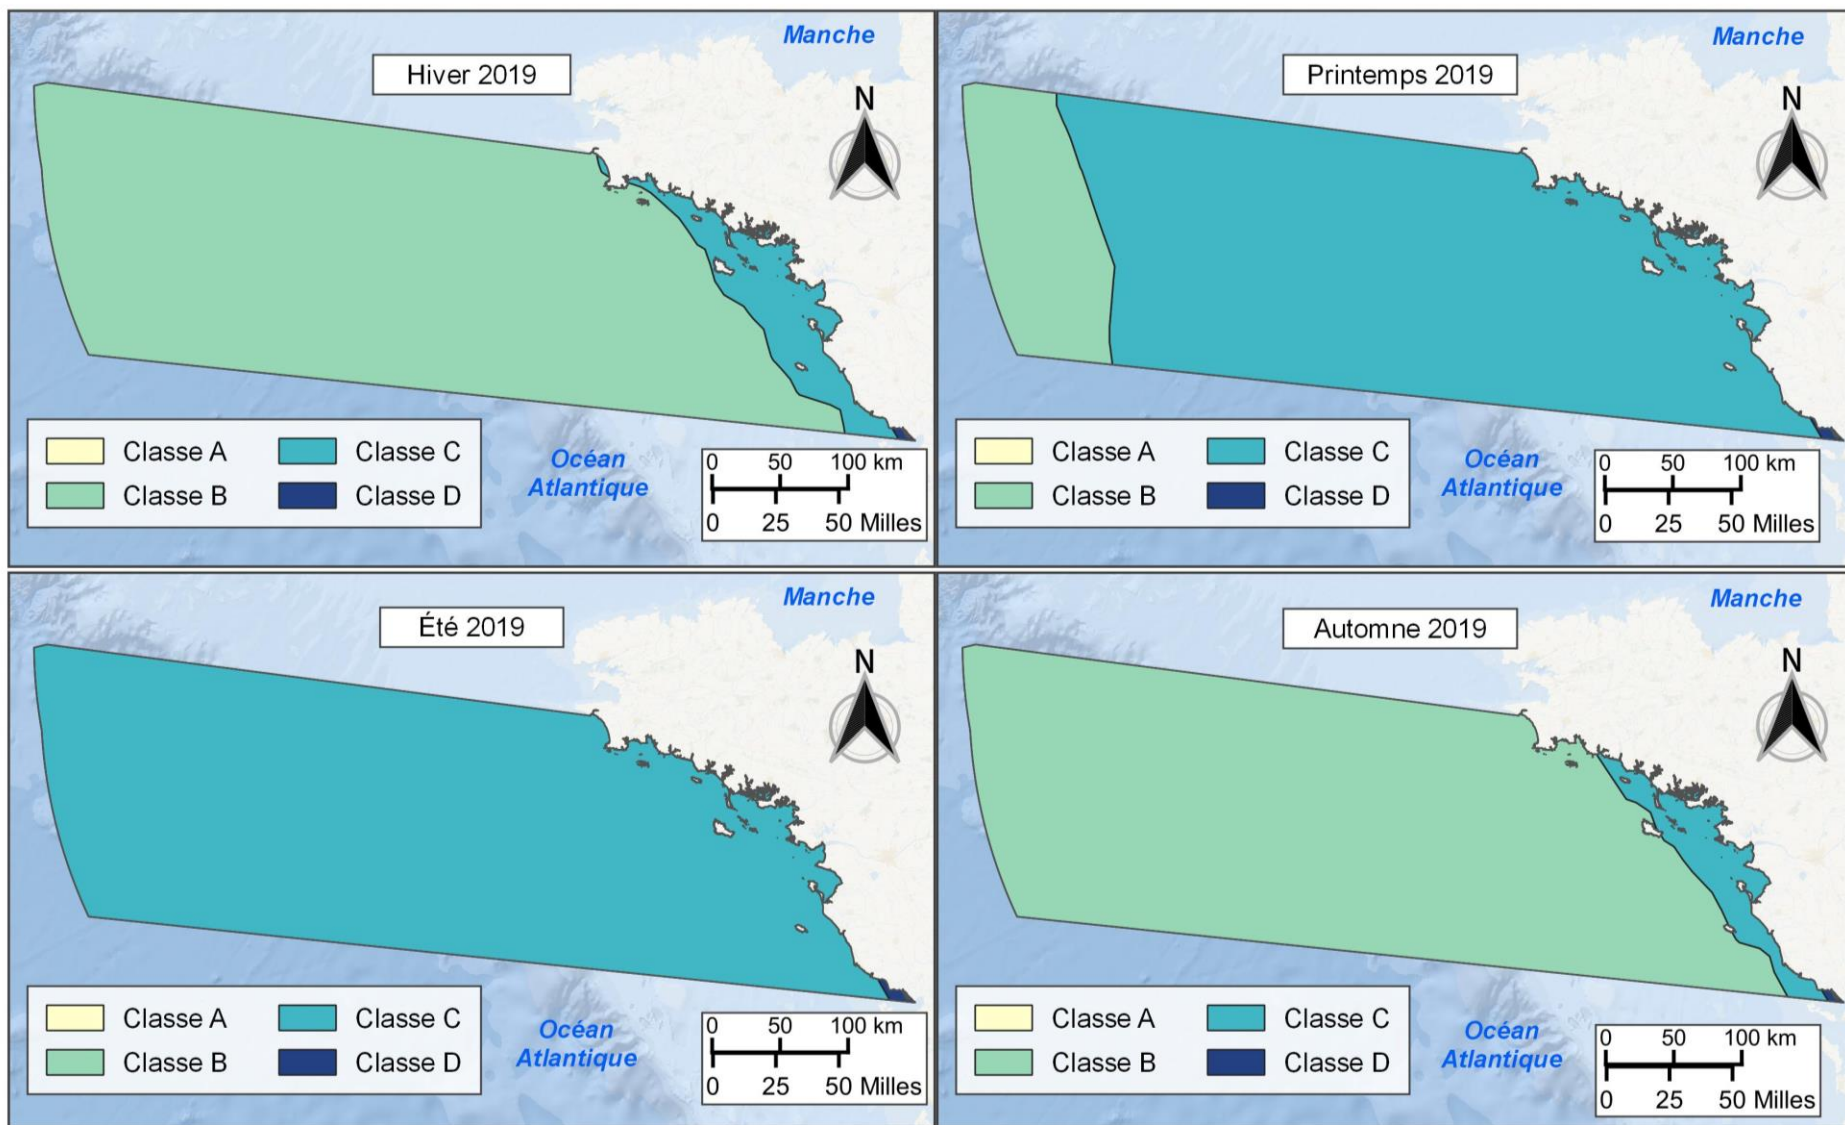 Manche
Hiver 2019
N
Classe A
Classe C
Classe B
Classe D
Océan
Atlantique
0 50 100 km
0 25 50 Milles
Manche
Printemps 2019
N
Classe A
Classe C
Classe B
Classe D
Océan
Atlantique
0 50 100 km
0 25 50 Milles
Manche
Été 2019
N
Classe A
Classe C
Classe B
Classe D
Océan
Atlantique
0 50 100 km
0 25 50 Milles
Manche
Automne 2019
N
Classe A
Classe C
Classe B
Classe D
Océan
Atlantique
0 50 100 km
0 25 50 Milles